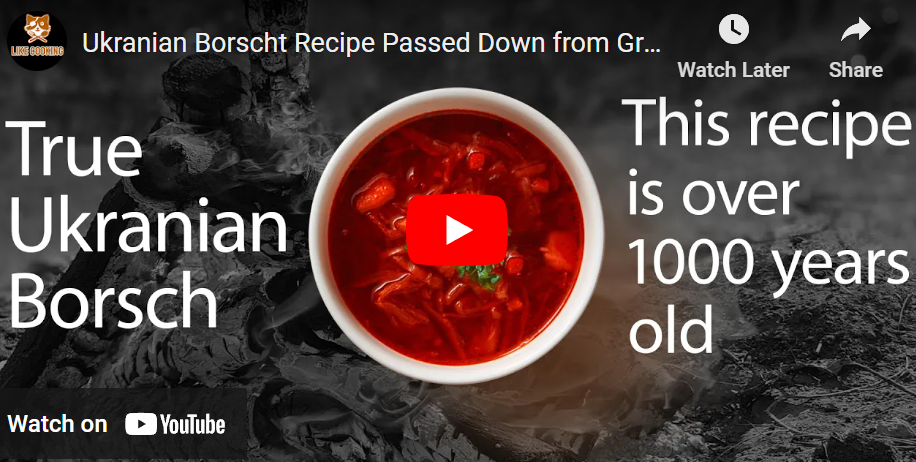 LIKE COOKING
Ukranian Borscht Recipe Passed Down from Gr...
Watch Later
Share
True
Ukranian
Borsch
This recipe
is over
1000 years
old
Watch on YouTube